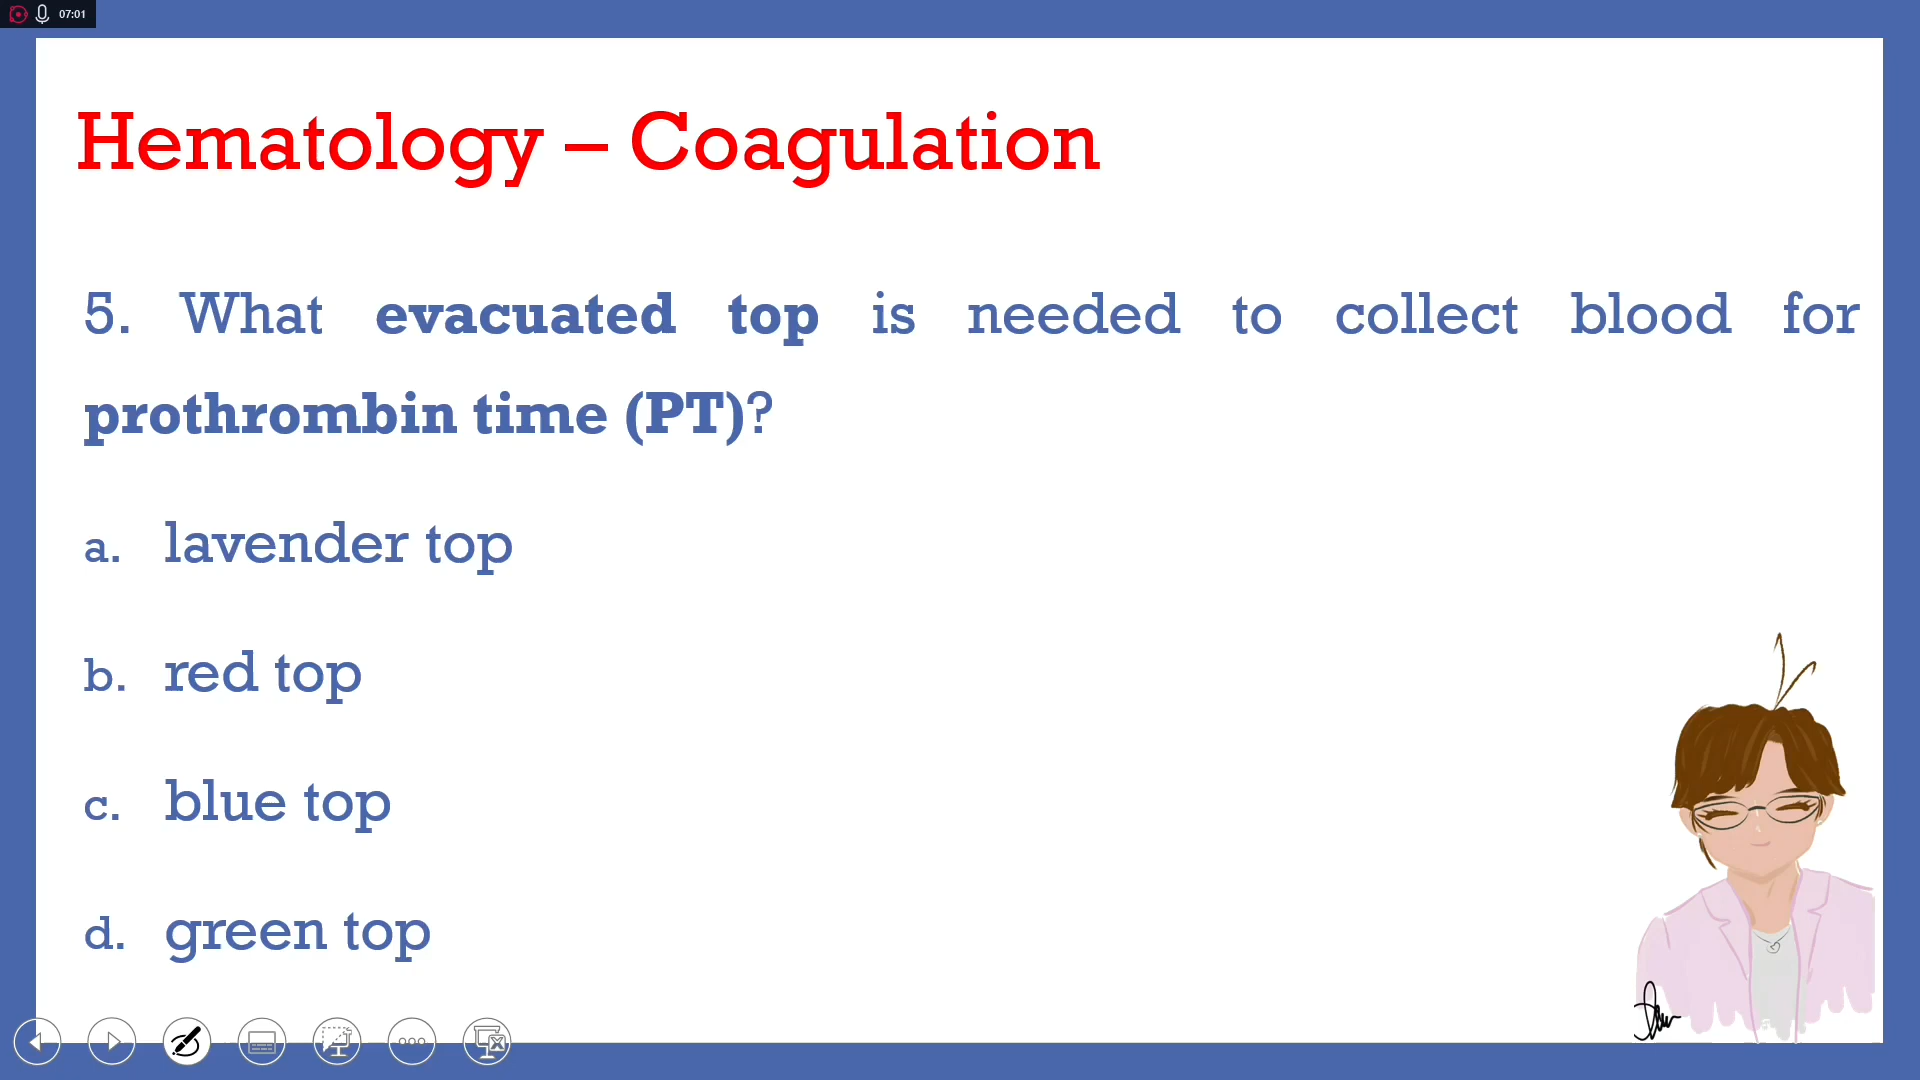 07:01
Hematology – Coagulation
5. What evacuated top is needed to collect blood for
prothrombin time (PT)?
a. lavender top
b. red top
c. blue top
d. green top